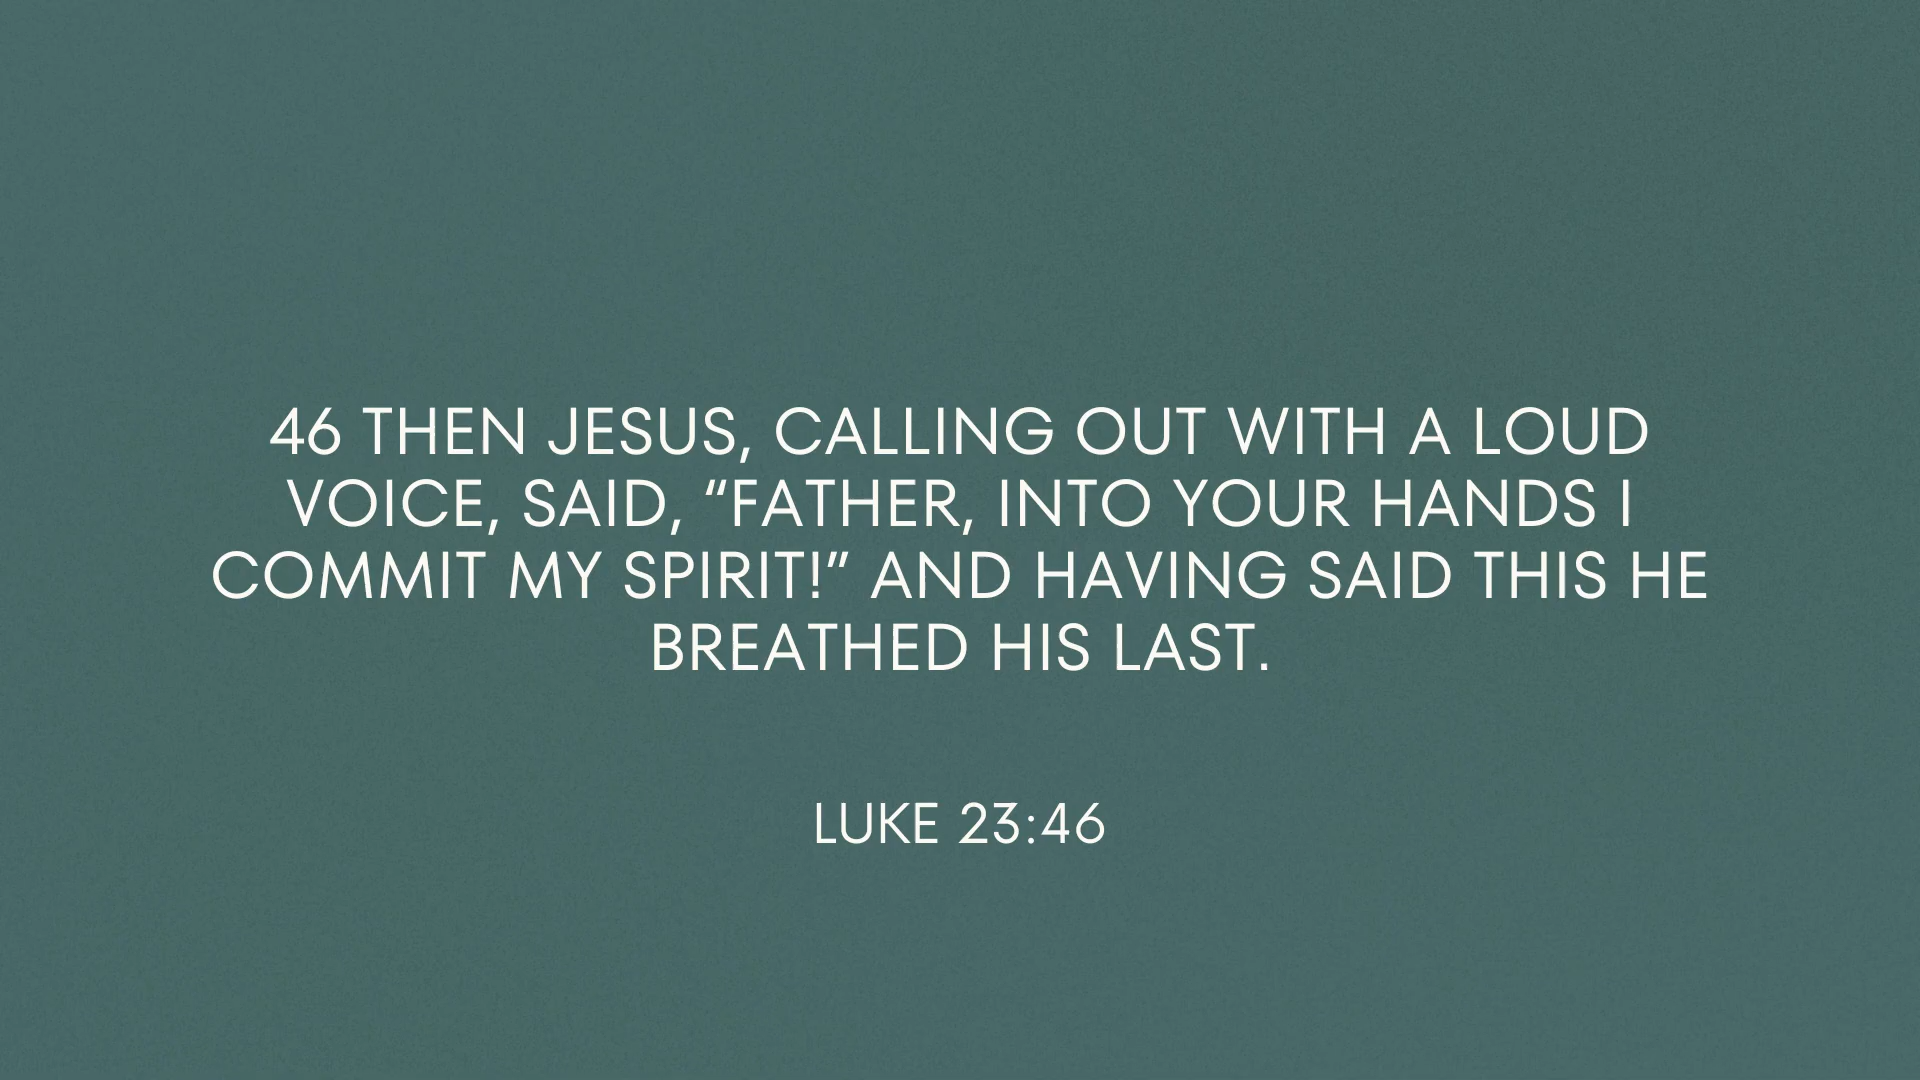 46 THEN JESUS, CALLING OUT WITH A LOUD
VOICE, SAID, “FATHER, INTO YOUR HANDS I
COMMIT MY SPIRIT!” AND HAVING SAID THIS HE
BREATHED HIS LAST.
LUKE 23:46